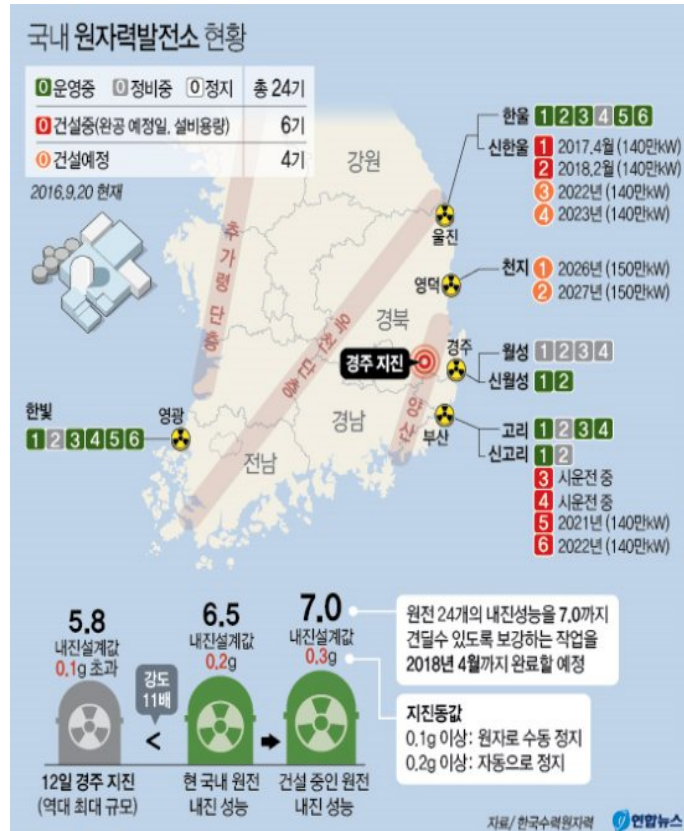 국내 원자력발전소 현황
0 운영중 0 정비중 0 정지 총 24기
0 건설중(완공 예정일, 설비용량) 6기
0 건설예정 4기
2016.9.20 현재
강원
추가령 단층
옥천 단층
양산
울진
영덕
경북
경주
경주 지진
경남
부산
전남
영광
한울 1 2 3 4 5 6
신한울 1 2017.4월 (140만kW)
2 2018.2월 (140만kW)
3 2022년 (140만kW)
4 2023년 (140만kW)
천지 1 2026년 (150만kW)
2 2027년 (150만kW)
월성 1 2 3 4
신월성 1 2
한빛
1 2 3 4 5 6
고리 1 2 3 4
신고리 1 2
3 시운전 중
4 시운전 중
5 2021년 (140만kW)
6 2022년 (140만kW)
5.8
내진설계값
0.1g 초과
강도
11배
<
12일 경주 지진
(역대 최대 규모)
6.5
내진설계값
0.2g
현 국내 원전
내진 성능
7.0
내진설계값
0.3g
건설 중인 원전
내진 성능
원전 24개의 내진성능을 7.0까지
견딜수 있도록 보강하는 작업을
2018년 4월까지 완료할 예정
지진동값
0.1g 이상: 원자로 수동 정지
0.2g 이상: 자동으로 정지
자료/ 한국수력원자력 연합뉴스